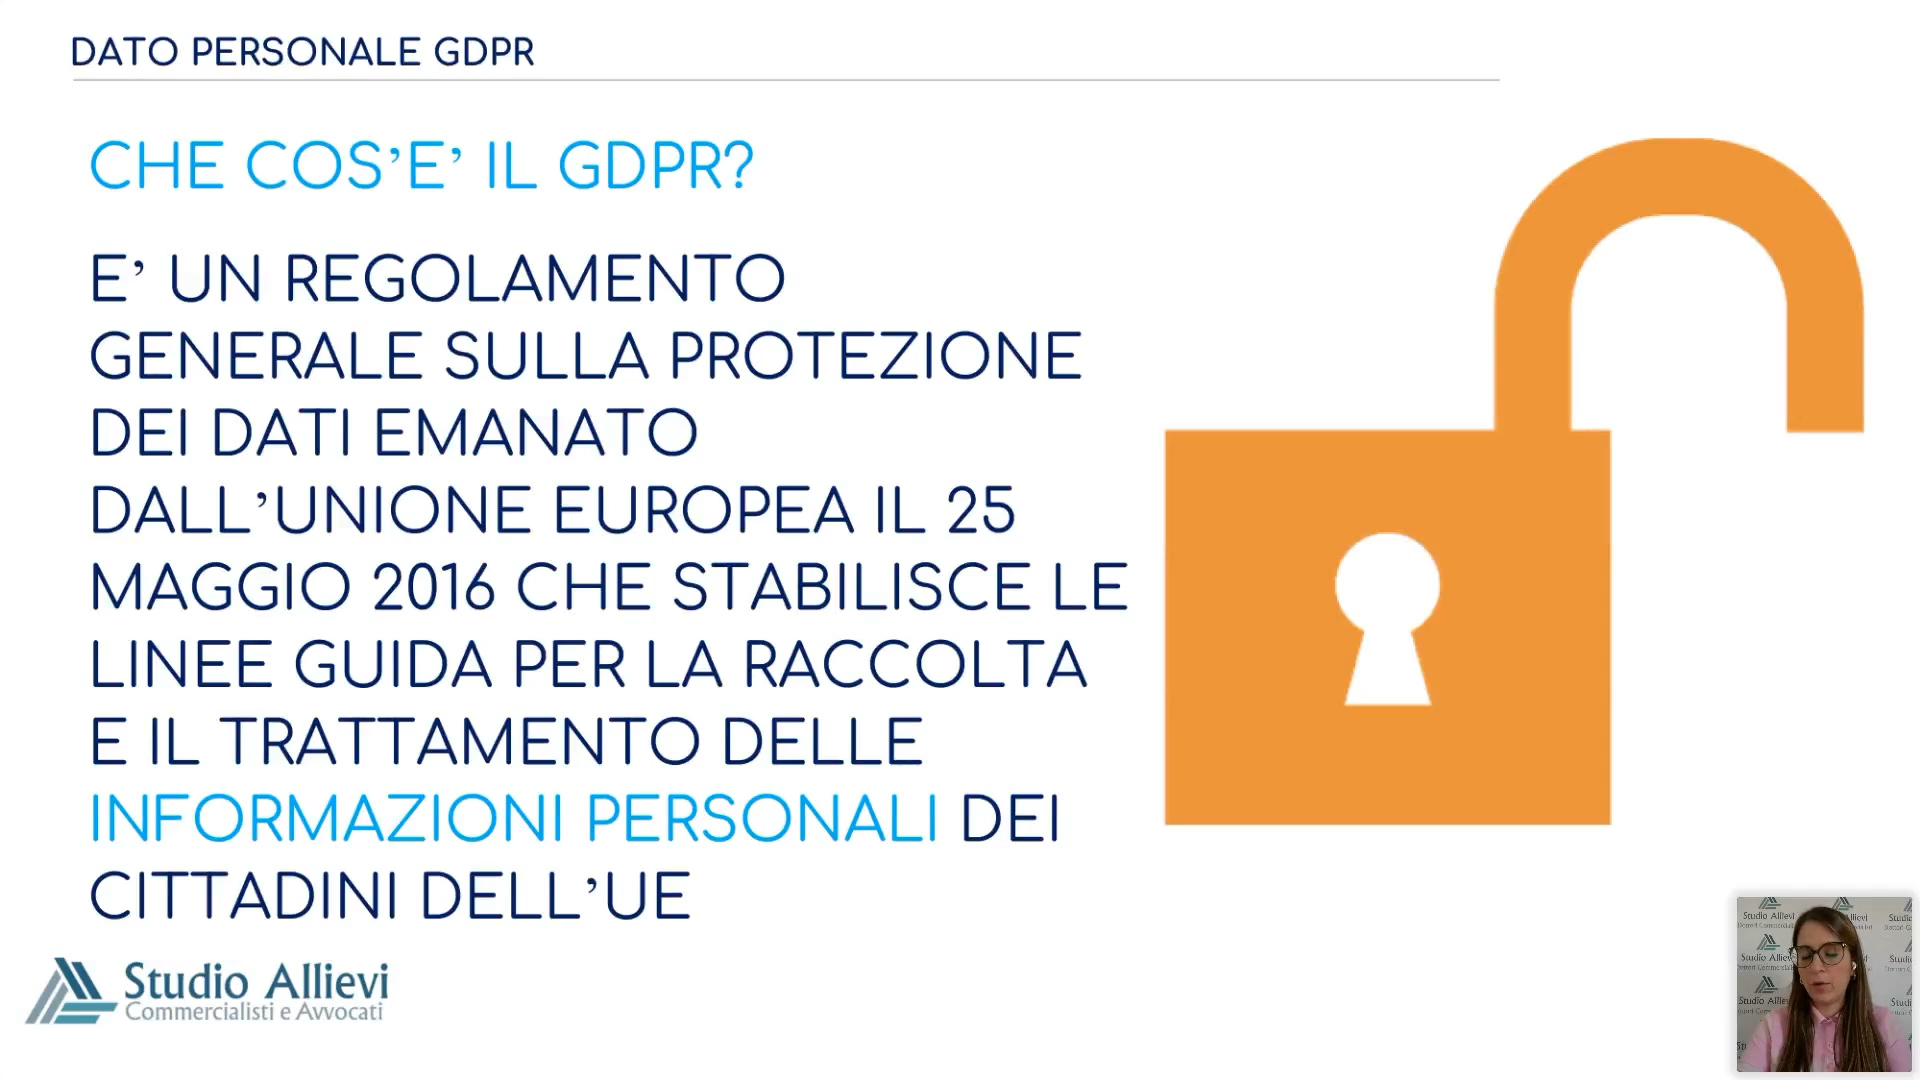 DATO PERSONALE GDPR
CHE COS’E’ IL GDPR?
E’ UN REGOLAMENTO
GENERALE SULLA PROTEZIONE
DEI DATI EMANATO
DALL’UNIONE EUROPEA IL 25
MAGGIO 2016 CHE STABILISCE LE
LINEE GUIDA PER LA RACCOLTA
E IL TRATTAMENTO DELLE
INFORMAZIONI PERSONALI DEI
CITTADINI DELL’UE
Studio Allievi
Commercialisti e Avvocati
Studio Allievi